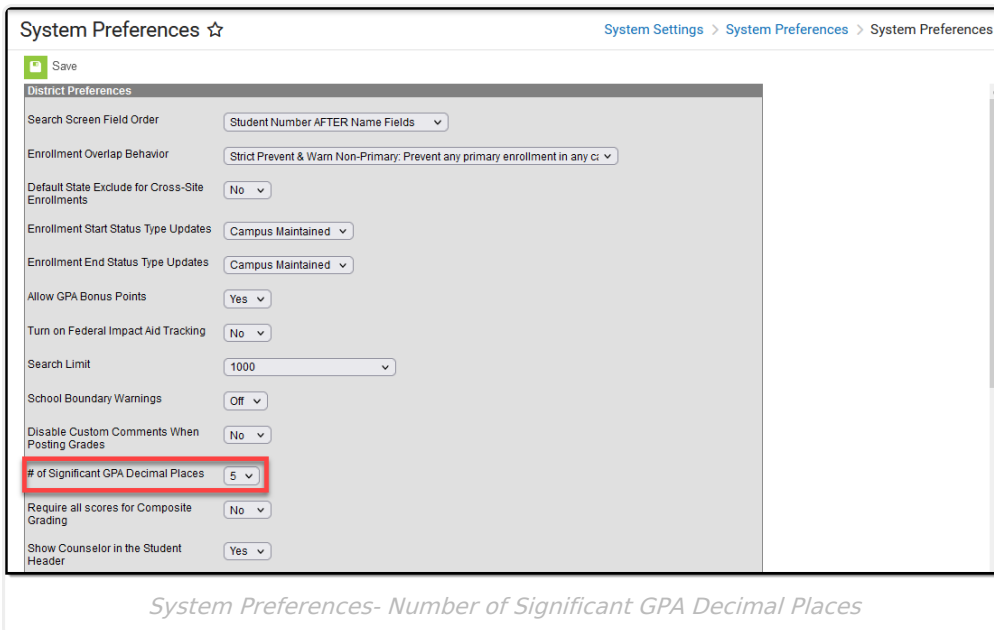 System Preferences ☆
System Settings > System Preferences > System Preferences
Save
District Preferences
Search Screen Field Order
Student Number AFTER Name Fields
Enrollment Overlap Behavior
Strict Prevent & Warn Non-Primary: Prevent any primary enrollment in any ca
Default State Exclude for Cross-Site
Enrollments
No
Enrollment Start Status Type Updates
Campus Maintained
Enrollment End Status Type Updates
Campus Maintained
Allow GPA Bonus Points
Yes
Turn on Federal Impact Aid Tracking
No
Search Limit
1000
School Boundary Warnings
Off
Disable Custom Comments When
Posting Grades
No
# of Significant GPA Decimal Places
5
Require all scores for Composite
Grading
No
Show Counselor in the Student
Header
Yes
System Preferences- Number of Significant GPA Decimal Places